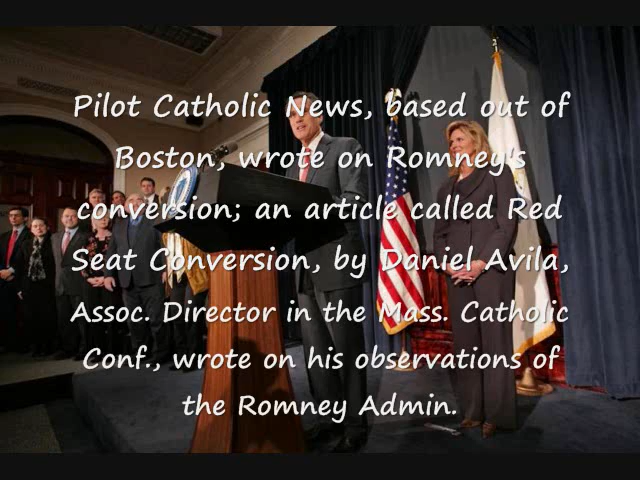 Pilot Catholic News, based out of
Boston, wrote on Romney's
conversion; an article called Red
Seat Conversion, by Daniel Avila,
Assoc. Director in the Mass. Catholic
Conf., wrote on his observations of
the Romney Admin.